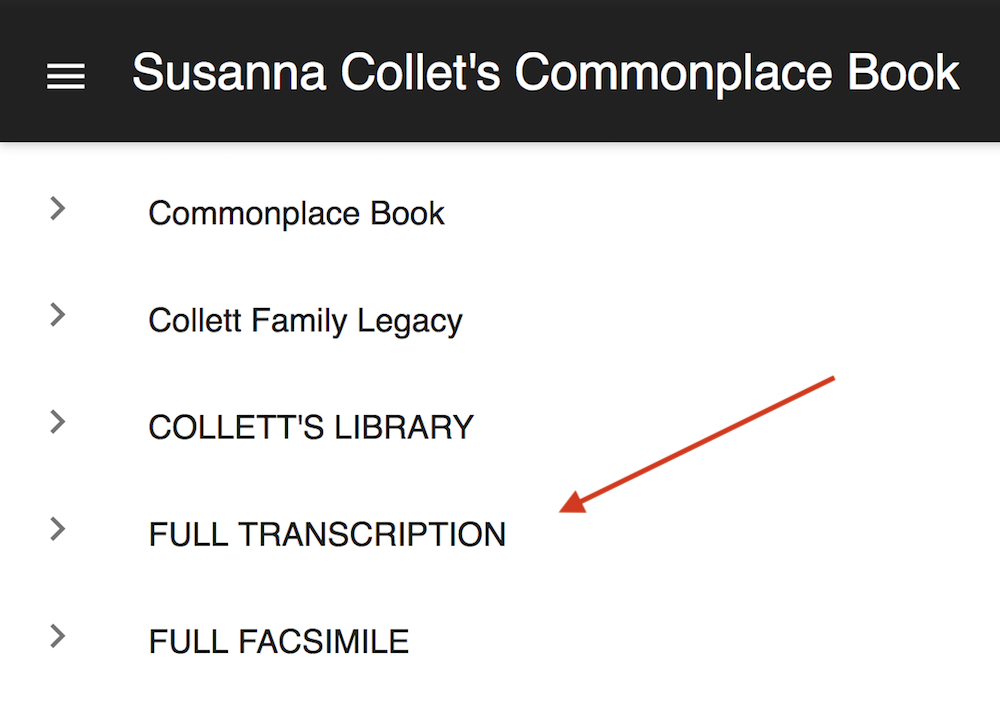 Susanna Collet's Commonplace Book
Commonplace Book
Collett Family Legacy
COLLETT'S LIBRARY
FULL TRANSCRIPTION
FULL FACSIMILE